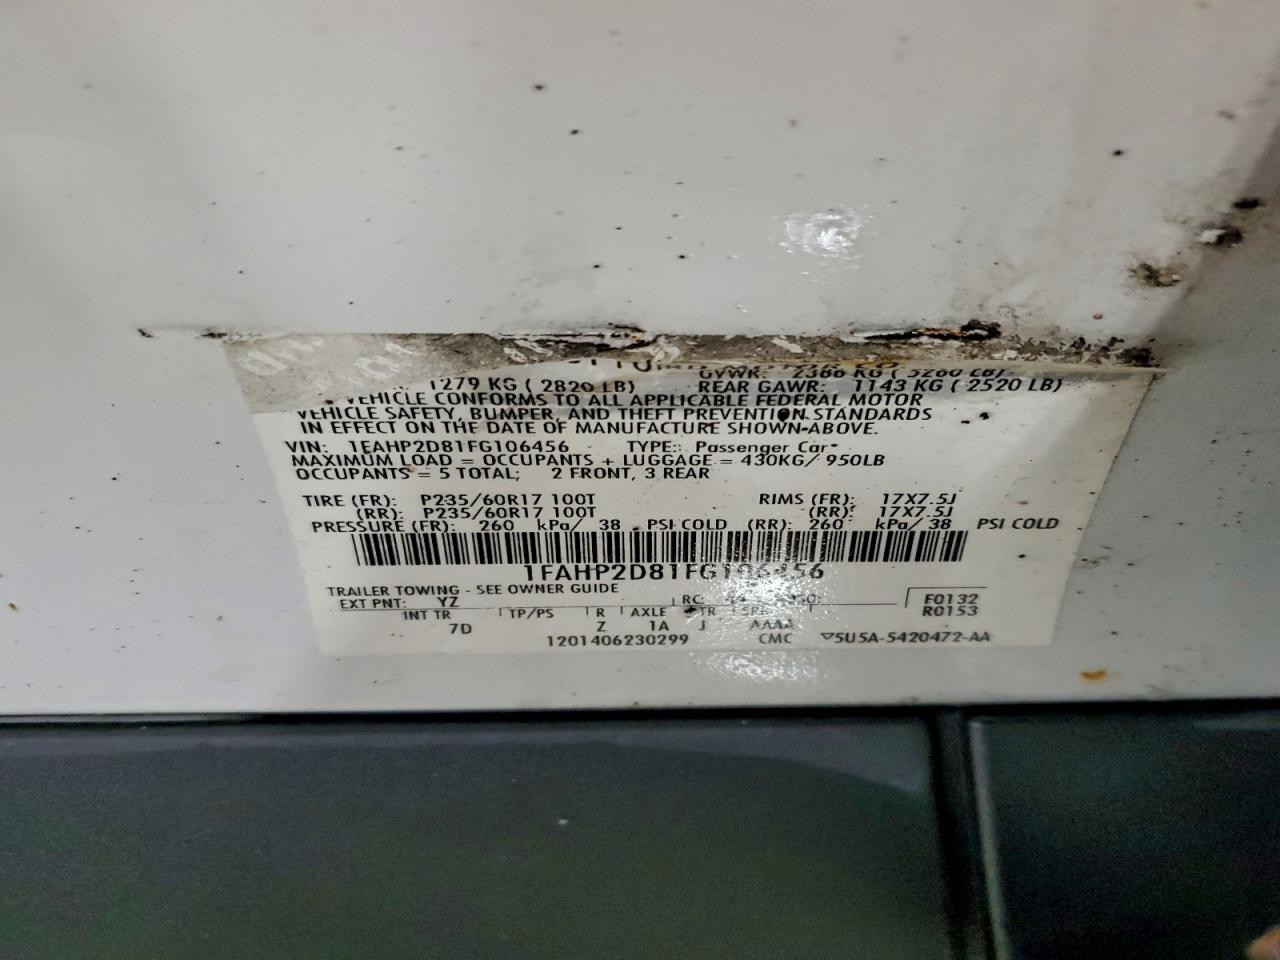 GVWR: 2386 KG ( 5260 LB)
1279 KG ( 2820 LB) REAR GAWR: 1143 KG ( 2520 LB)
VEHICLE CONFORMS TO ALL APPLICABLE FEDERAL MOTOR
VEHICLE SAFETY, BUMPER, AND THEFT PREVENTION STANDARDS
IN EFFECT ON THE DATE OF MANUFACTURE SHOWN ABOVE.
VIN: 1FAHP2D81FG106456 TYPE: Passenger Car
MAXIMUM LOAD = OCCUPANTS + LUGGAGE = 430KG/ 950LB
OCCUPANTS = 5 TOTAL; 2 FRONT, 3 REAR
TIRE (FR): P235/60R17 100T RIMS (FR): 17X7.5J
(RR): P235/60R17 100T (RR): 17X7.5J
PRESSURE (FR): 260 kPa/ 38 PSI COLD (RR): 260 kPa/ 38 PSI COLD
1FAHP2D81FG106456
TRAILER TOWING - SEE OWNER GUIDE
EXT PNT: YZ RC: F0132
INT TR TP/PS R AXLE TR SPR R0153
7D Z 1A J AAAA
1201406230299 CMC ▽5U5A-5420472-AA